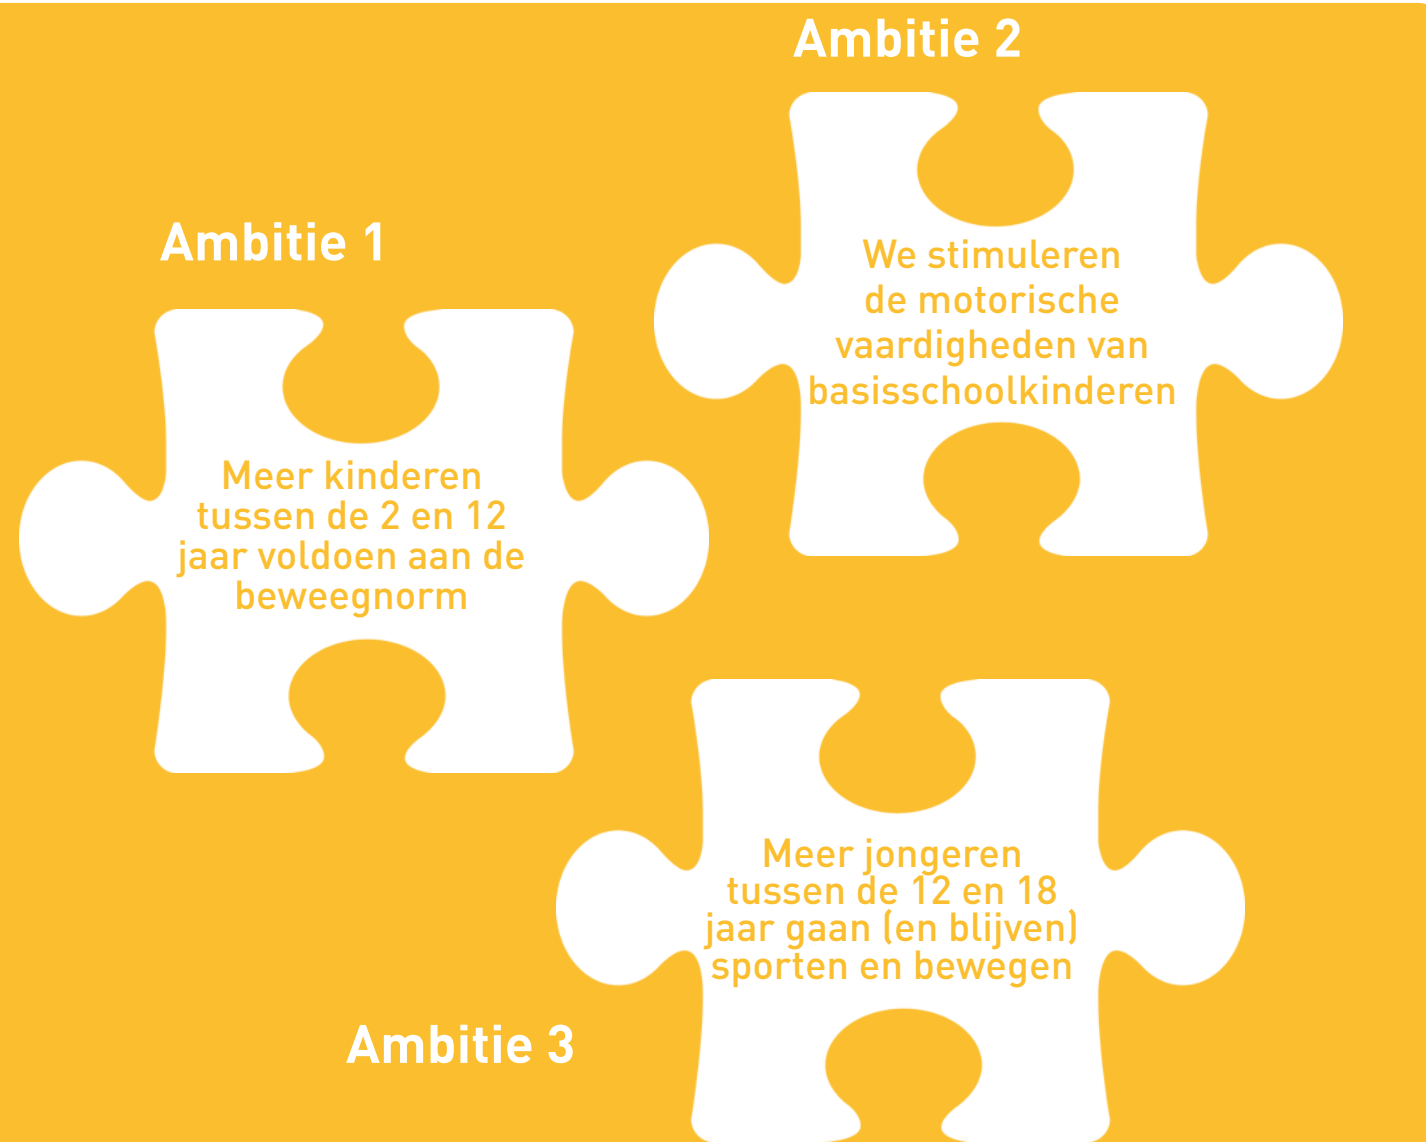 Ambitie 1
Meer kinderen
tussen de 2 en 12
jaar voldoen aan de
beweegnorm
Ambitie 2
We stimuleren
de motorische
vaardigheden van
basisschoolkinderen
Ambitie 3
Meer jongeren
tussen de 12 en 18
jaar gaan (en blijven)
sporten en bewegen